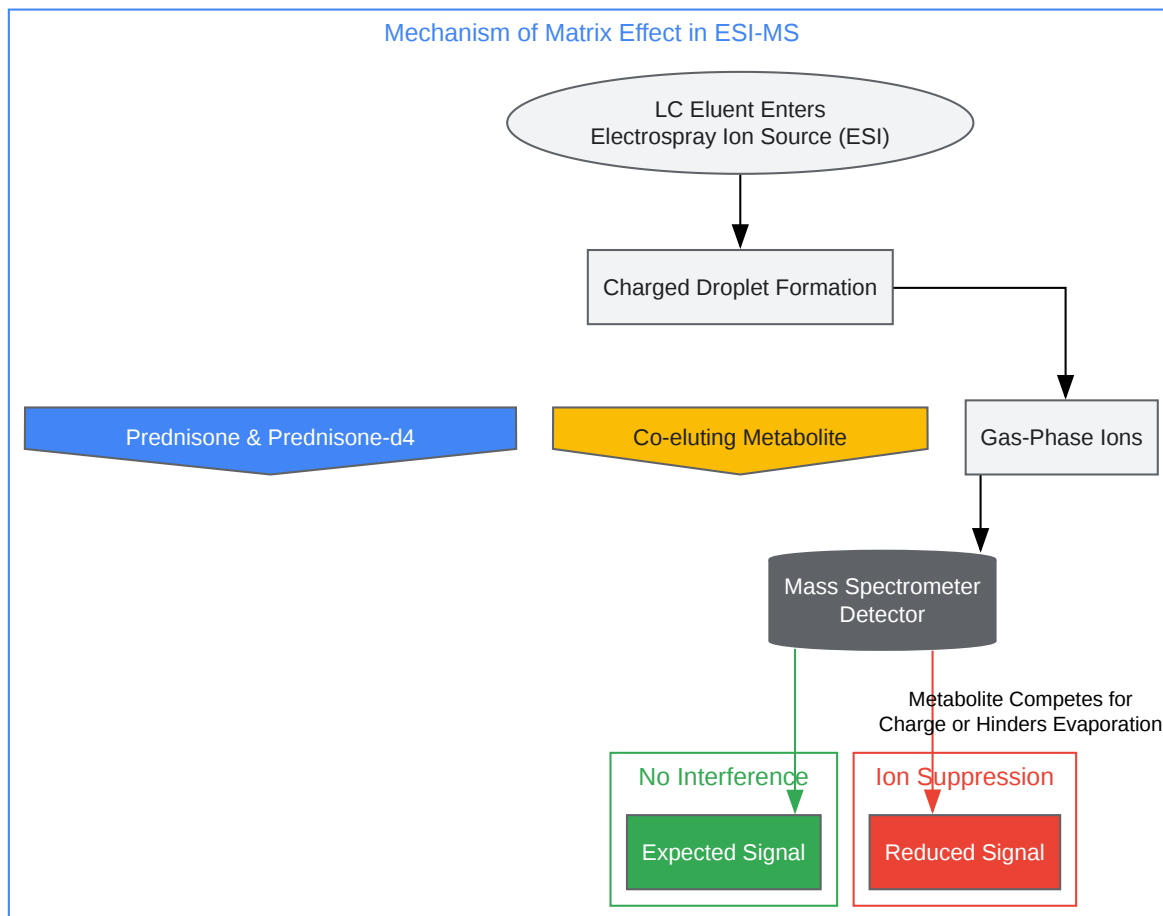 Mechanism of Matrix Effect in ESI-MS
LC Eluent Enters
Electrospray Ion Source (ESI)
Charged Droplet Formation
Prednisone & Prednisone-d4
Co-eluting Metabolite
Gas-Phase Ions
Mass Spectrometer
Detector
Metabolite Competes for
Charge or Hinders Evaporation
No Interference
Ion Suppression
Expected Signal
Reduced Signal